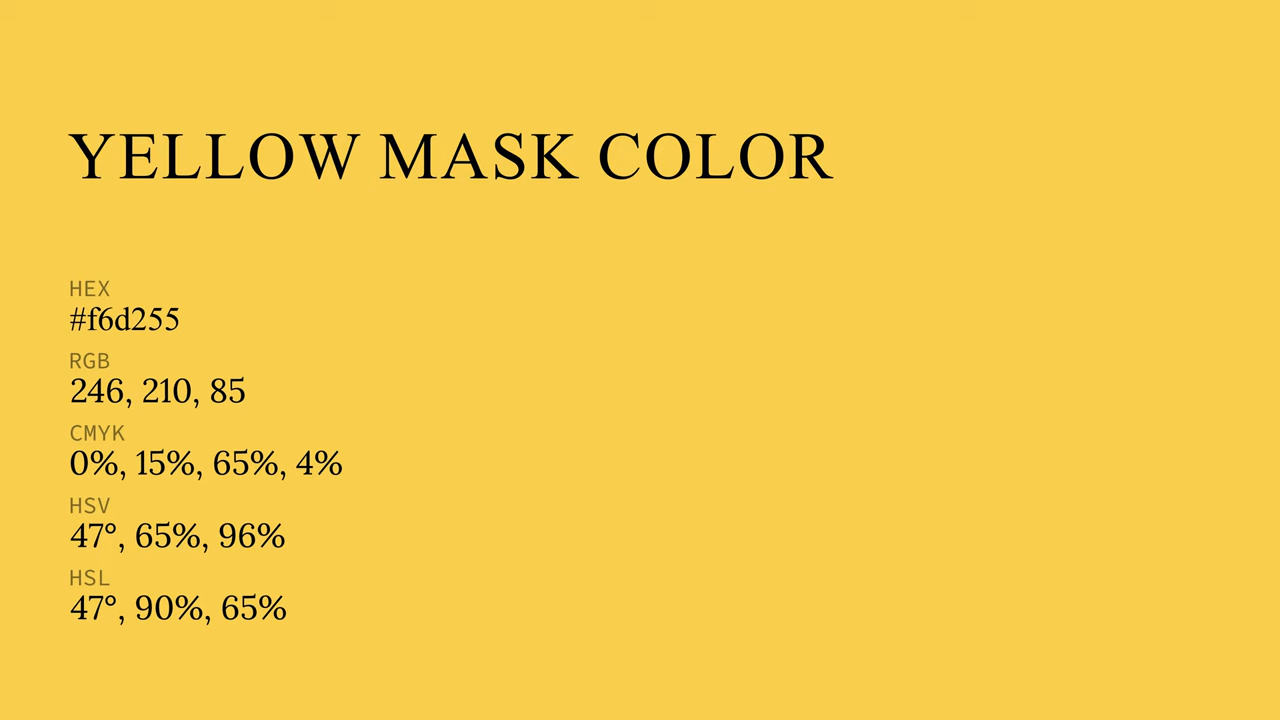 YELLOW MASK COLOR
HEX
#f6d255
RGB
246, 210, 85
CMYK
0%, 15%, 65%, 4%
HSV
47°, 65%, 96%
HSL
47°, 90%, 65%